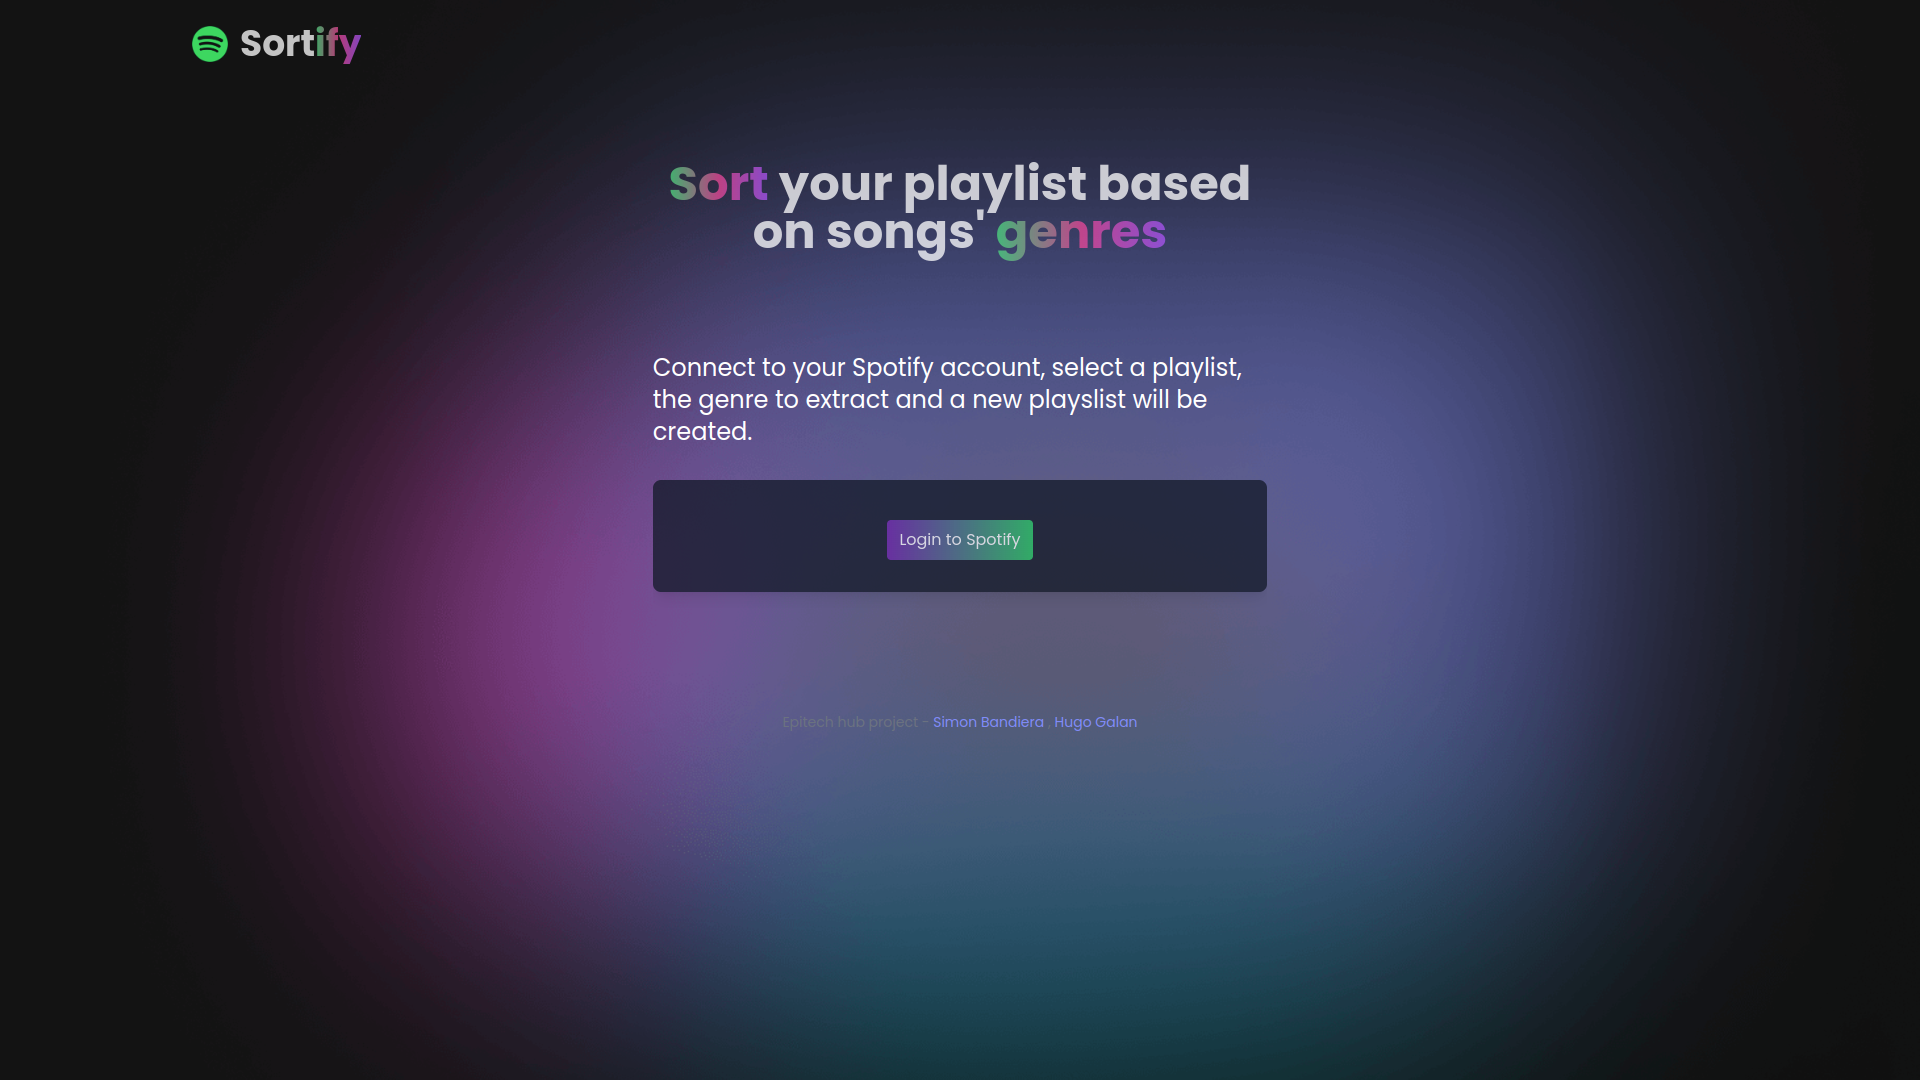 Sortify
Sort your playlist based
on songs' genres
Connect to your Spotify account, select a playlist,
the genre to extract and a new playslist will be
created.
Login to Spotify
Epitech hub project - Simon Bandiera , Hugo Galan